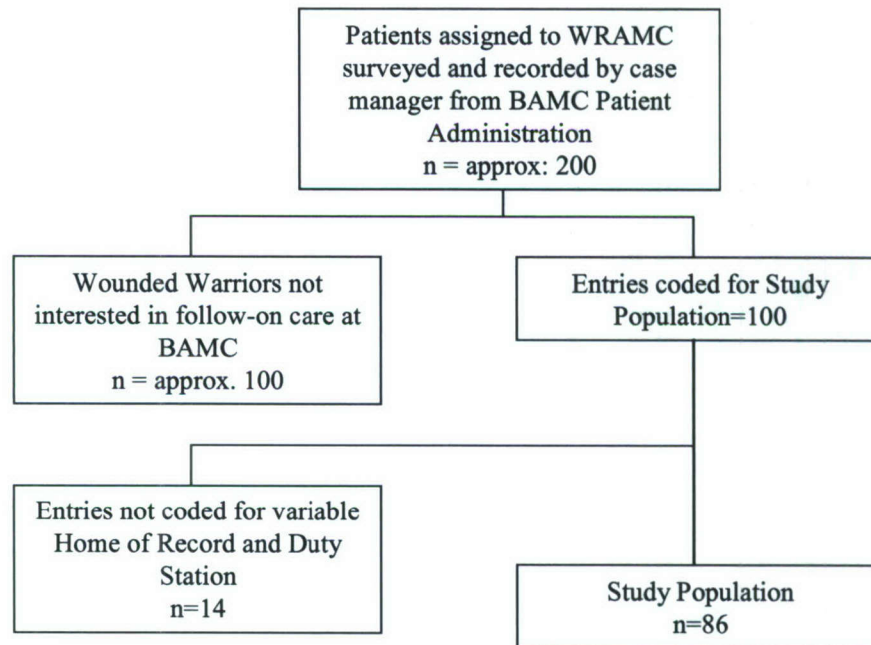 Patients assigned to WRAMC
surveyed and recorded by case
manager from BAMC Patient
Administration
n = approx: 200
Wounded Warriors not
interested in follow-on care at
BAMC
n = approx. 100
Entries coded for Study
Population=100
Entries not coded for variable
Home of Record and Duty
Station
n=14
Study Population
n=86